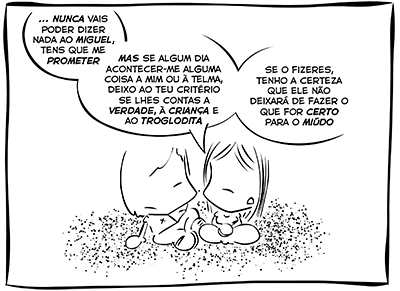 ... NUNCA VAIS
PODER DIZER
NADA AO MIGUEL,
TENS QUE ME
PROMETER
MAS SE ALGUM DIA
ACONTECER-ME ALGUMA
COISA A MIM OU À TELMA,
DEIXO AO TEU CRITÉRIO
SE LHES CONTAS A
VERDADE, À CRIANÇA E
AO TROGLODITA
SE O FIZERES,
TENHO A CERTEZA
QUE ELE NÃO
DEIXARÁ DE FAZER O
QUE FOR CERTO
PARA O MIÚDO